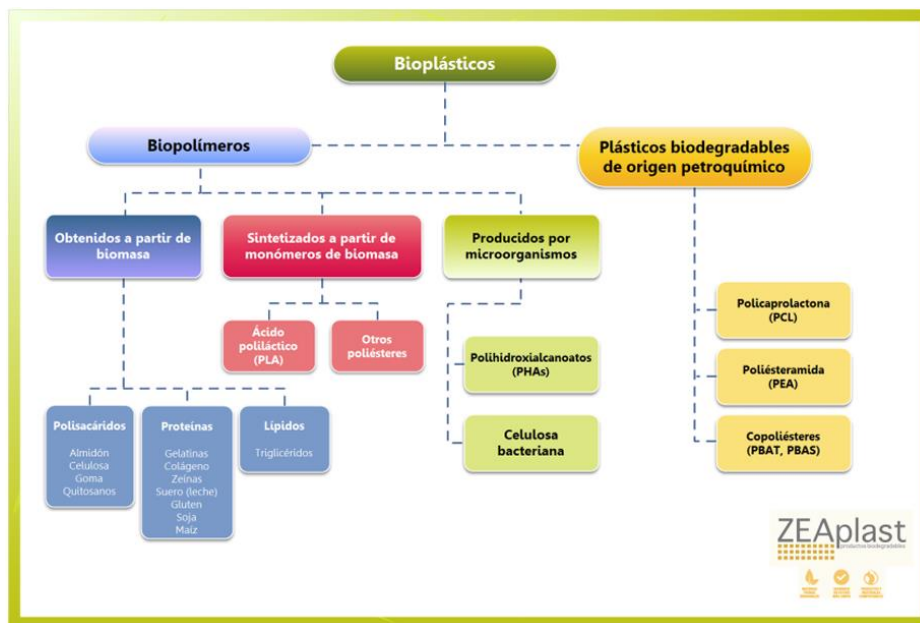 Bioplásticos
Biopolímeros
Plásticos biodegradables
de origen petroquímico
Obtenidos a partir de
biomasa
Sintetizados a partir de
monómeros de biomasa
Producidos por
microorganismos
Ácido
poliláctico
(PLA)
Otros
poliésteres
Polihidroxialcanoatos
(PHAs)
Celulosa
bacteriana
Policaprolactona
(PCL)
Poliésteramida
(PEA)
Copoliésteres
(PBAT, PBAS)
Polisacáridos
Almidón
Celulosa
Goma
Quitosanos
Proteínas
Gelatinas
Colágeno
Zeínas
Suero (leche)
Gluten
Soja
Maíz
Lípidos
Triglicéridos
ZEAplast
productos biodegradables